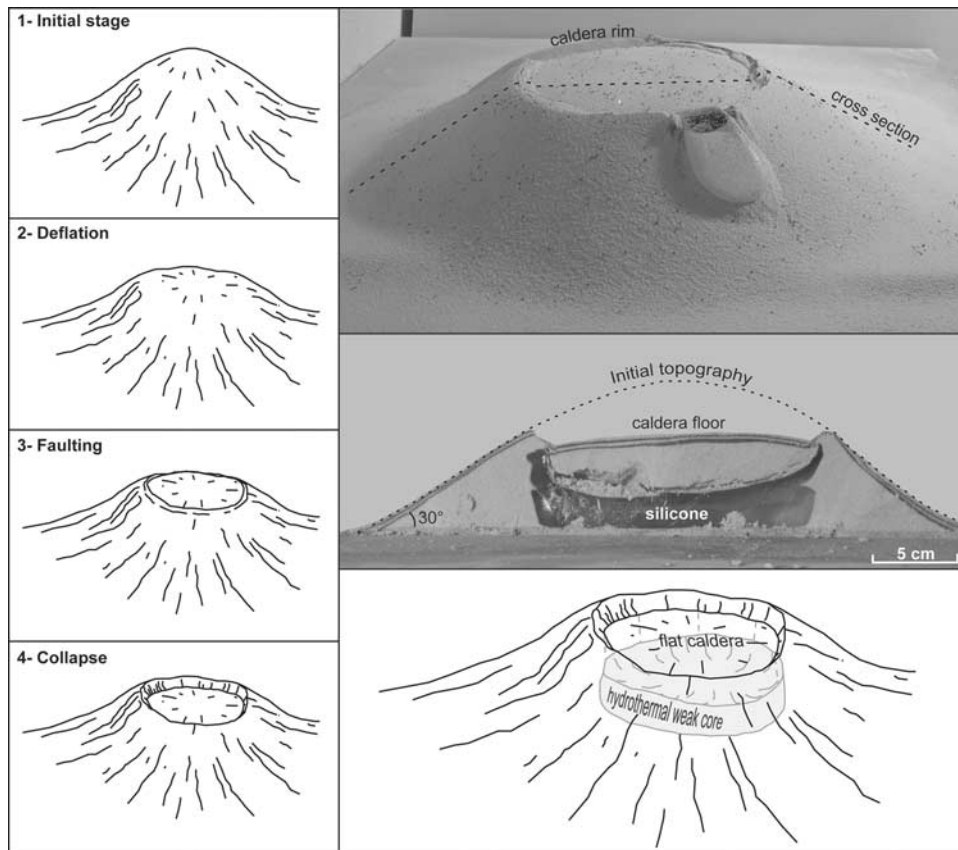 1- Initial stage
2- Deflation
3- Faulting
4- Collapse
caldera rim
cross section
Initial topography
caldera floor
30°
silicone
5 cm
flat caldera
hydrothermal weak core